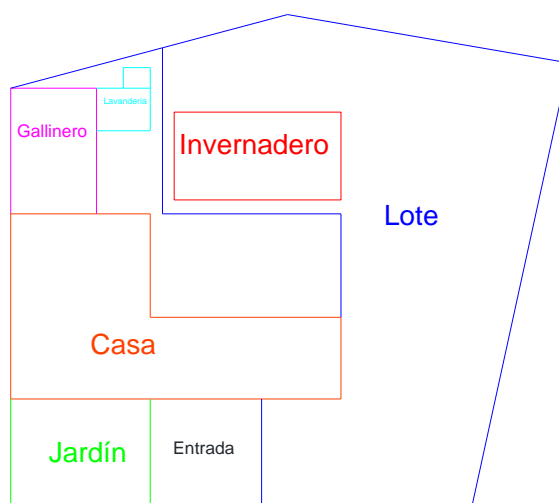 Lavandería
Gallinero
Invernadero
Lote
Casa
Jardín
Entrada